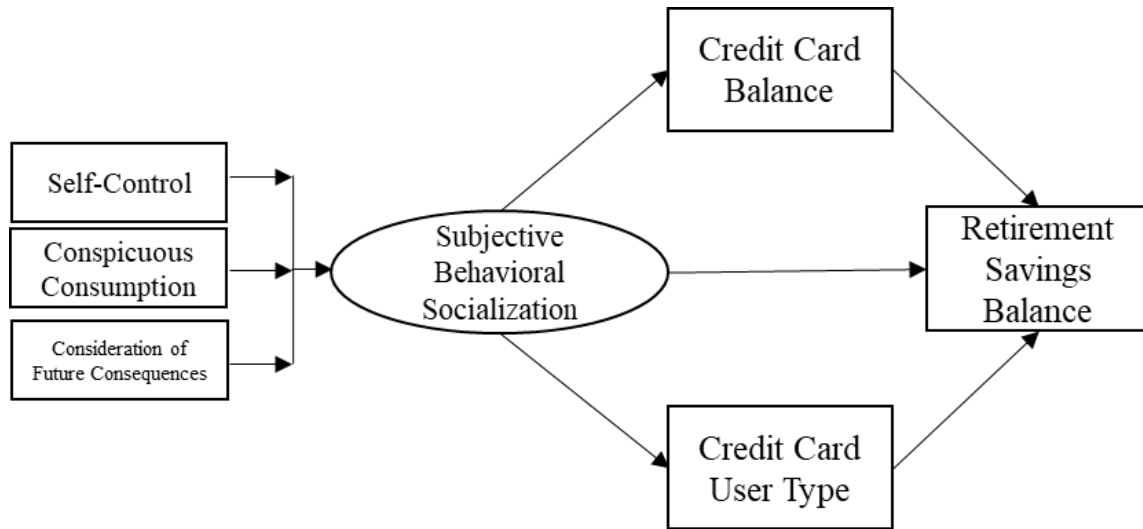 Self-Control
Conspicuous
Consumption
Consideration of
Future Consequences
Subjective
Behavioral
Socialization
Credit Card
Balance
Credit Card
User Type
Retirement
Savings
Balance